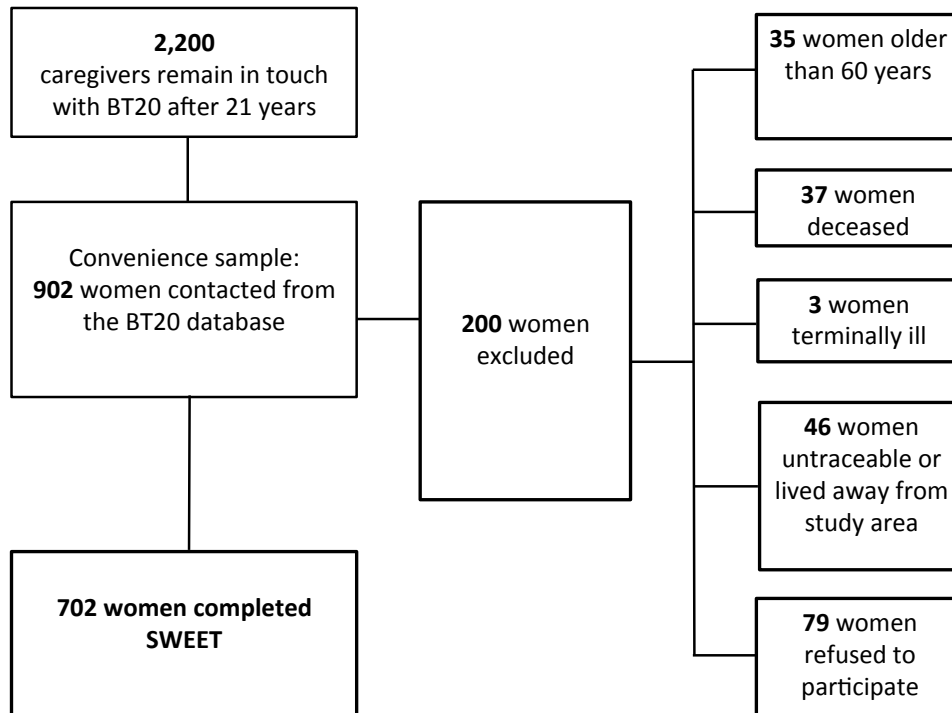 2,200
caregivers remain in touch
with BT20 after 21 years
Convenience sample:
902 women contacted from
the BT20 database
702 women completed
SWEET
200 women
excluded
35 women older
than 60 years
37 women
deceased
3 women
terminally ill
46 women
untraceable or
lived away from
study area
79 women
refused to
participate